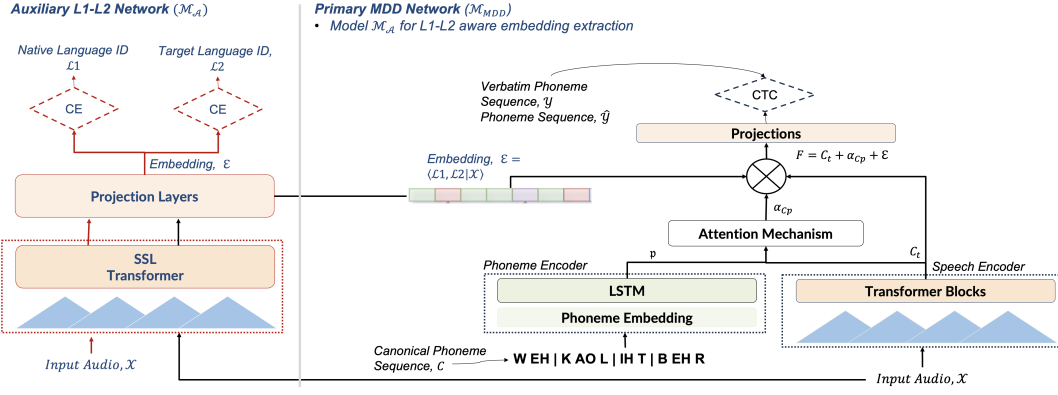 Auxiliary L1-L2 Network (ℳ𝒜)
Native Language ID
ℒ1
Target Language ID,
ℒ2
CE
CE
Embedding, ℰ
Projection Layers
SSL
Transformer
Input Audio, 𝒳
Primary MDD Network (ℳMDD)
• Model ℳ𝒜 for L1-L2 aware embedding extraction
Verbatim Phoneme
Sequence, 𝒴
Phoneme Sequence, 𝒴̂
CTC
Projections
F = Ct + αCp + ℰ
Embedding, ℰ =
(ℒ1, ℒ2|𝒳)
αCp
Attention Mechanism
𝔭
Ct
Phoneme Encoder
Speech Encoder
LSTM
Transformer Blocks
Phoneme Embedding
Canonical Phoneme
Sequence, C
W EH | K AO L | IH T | B EH R
Input Audio, 𝒳